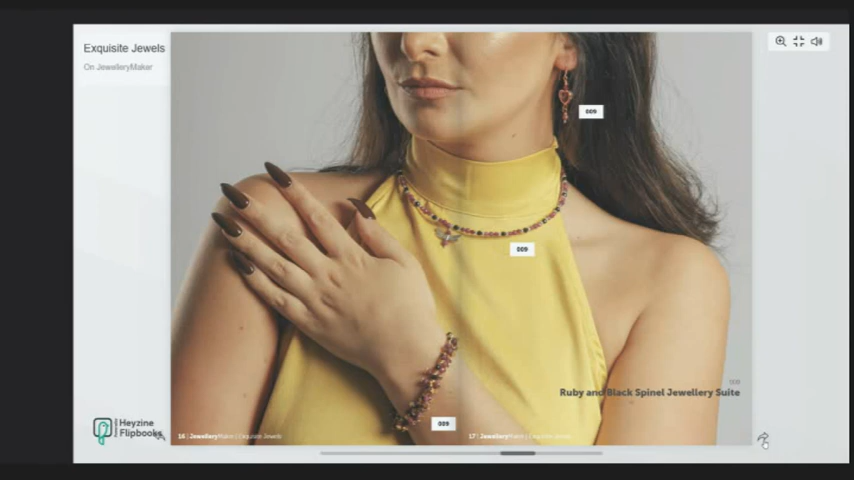 Exquisite Jewels
On JewelleryMaker
009
009
009
Ruby and Black Spinel Jewellery Suite
009
Heyzine
Flipbooks
16 | JewelleryMaker | Exquisite Jewels
17 | JewelleryMaker | Exquisite Jewels